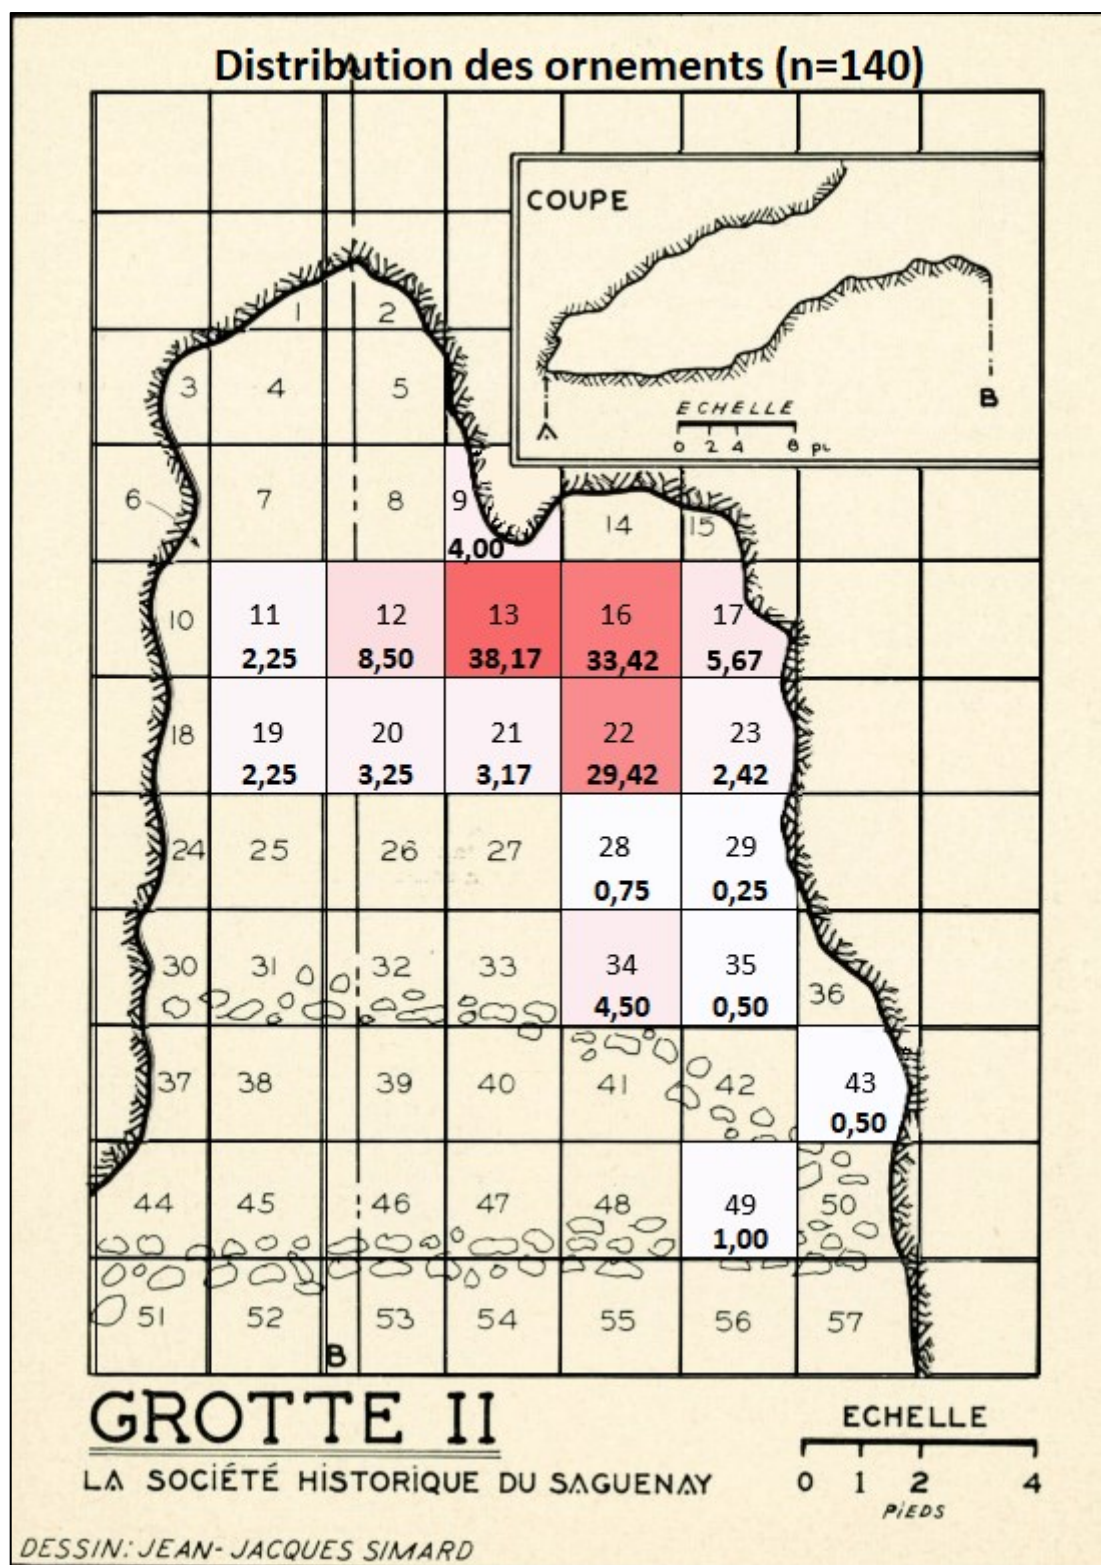 Distribution des ornements (n=140)
COUPE
A
B
ECHELLE
0 2 4 8 PI.
1 2
3 4 5
6 7 8 9 14 15
4,00
10 11 12 13 16 17
2,25 8,50 38,17 33,42 5,67
18 19 20 21 22 23
2,25 3,25 3,17 29,42 2,42
24 25 26 27 28 29
0,75 0,25
30 31 32 33 34 35 36
4,50 0,50
37 38 39 40 41 42 43
0,50
44 45 46 47 48 49 50
1,00
51 52 53 54 55 56 57
B
GROTTE II
LA SOCIÉTÉ HISTORIQUE DU SAGUENAY
ECHELLE
0 1 2 4
PIEDS
DESSIN: JEAN-JACQUES SIMARD